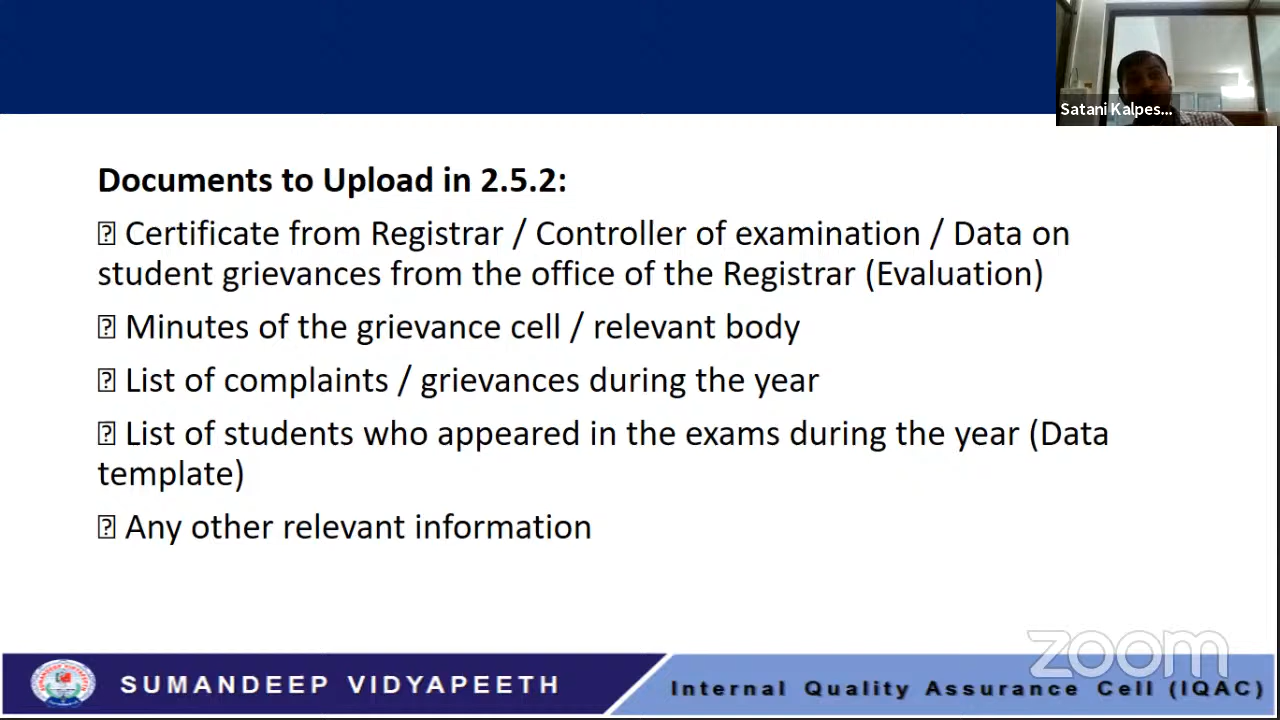 Satani Kalpes...
Documents to Upload in 2.5.2:
⍰ Certificate from Registrar / Controller of examination / Data on
student grievances from the office of the Registrar (Evaluation)
⍰ Minutes of the grievance cell / relevant body
⍰ List of complaints / grievances during the year
⍰ List of students who appeared in the exams during the year (Data
template)
⍰ Any other relevant information
zoom
SUMANDEEP VIDYAPEETH
Internal Quality Assurance Cell (IQAC)